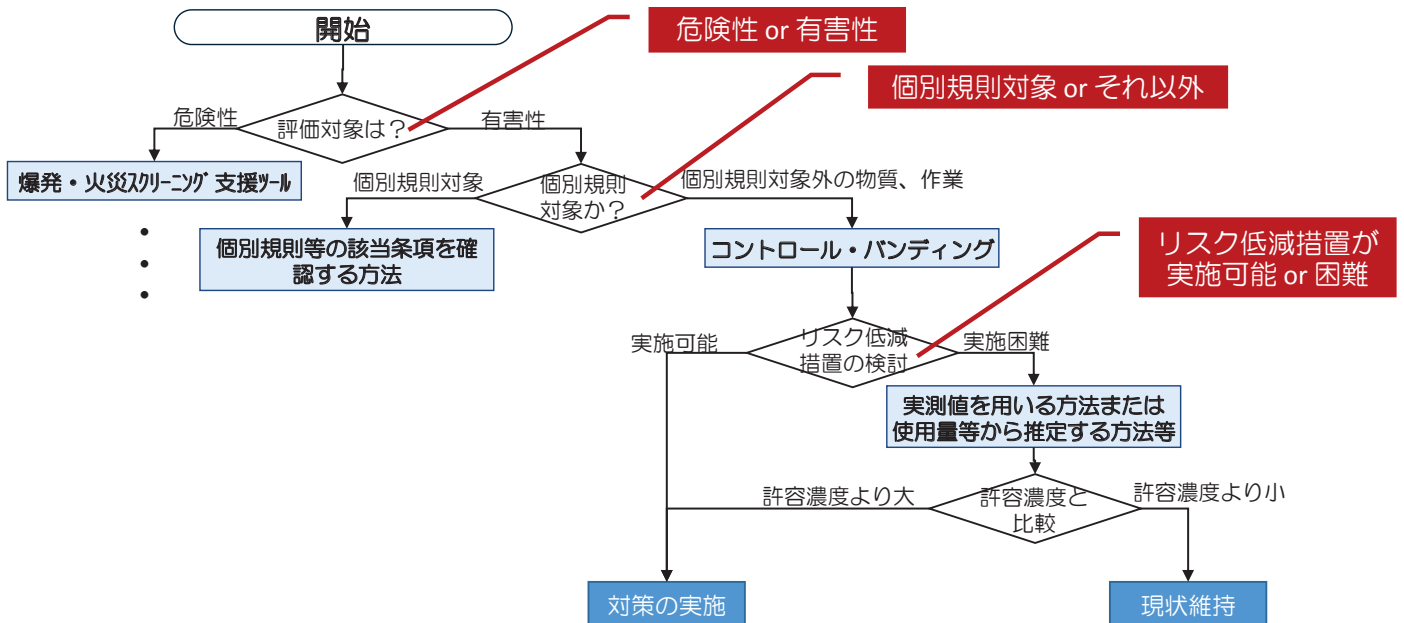 開始
危険性 or 有害性
個別規則対象 or それ以外
危険性
評価対象は？
有害性
爆発・火災ｽｸﾘｰﾆﾝｸﾞ 支援ﾂｰﾙ
個別規則対象
個別規則
対象か？
個別規則対象外の物質、作業
個別規則等の該当条項を確
認する方法
コントロール・バンディング
リスク低減措置が
実施可能 or 困難
実施可能
リスク低減
措置の検討
実施困難
実測値を用いる方法または
使用量等から推定する方法等
許容濃度より大
許容濃度と
比較
許容濃度より小
対策の実施
現状維持